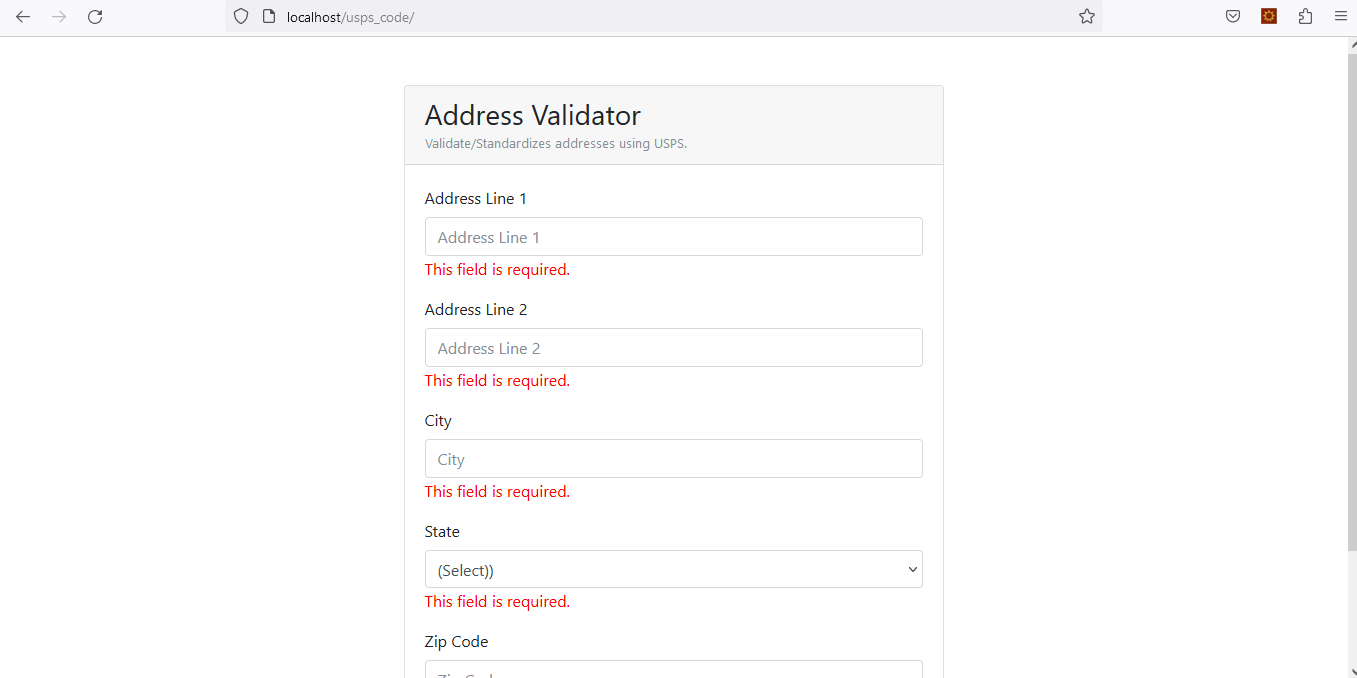 localhost/usps_code/
Address Validator
Validate/Standardizes addresses using USPS.
Address Line 1
Address Line 1
This field is required.
Address Line 2
Address Line 2
This field is required.
City
City
This field is required.
State
(Select))
This field is required.
Zip Code
Zip Code